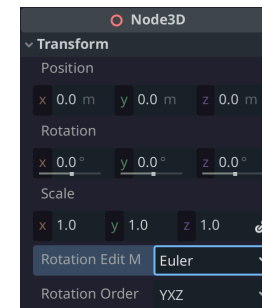 Node3D
Transform
Position
x 0.0 m y 0.0 m z 0.0 m
Rotation
x 0.0 ° y 0.0 ° z 0.0 °
Scale
x 1.0 y 1.0 z 1.0
Rotation Edit M Euler
Rotation Order YXZ